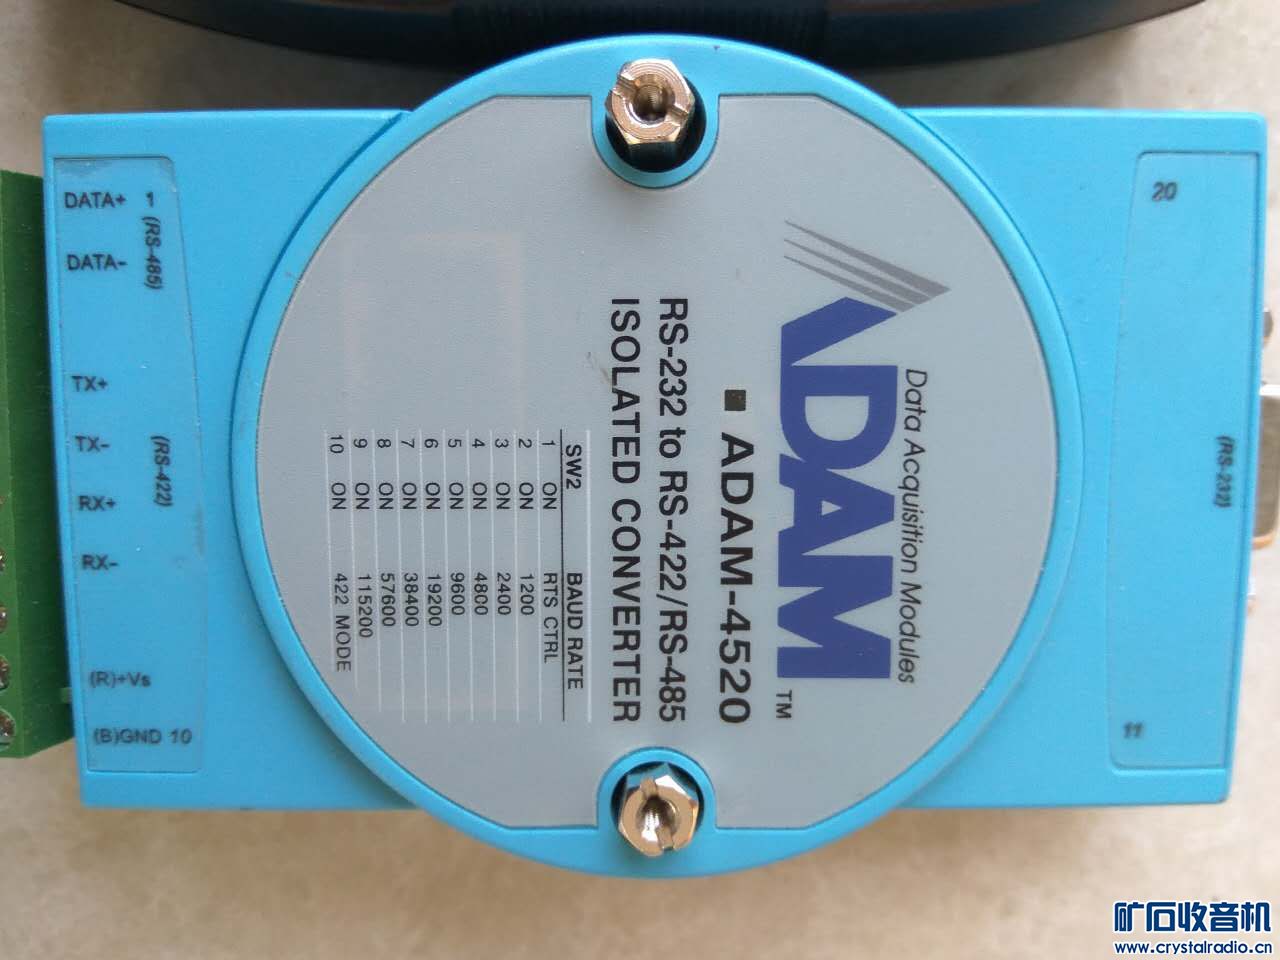 ADAM™
Data Acquisition Modules
ADAM-4520
RS-232 to RS-422/RS-485
ISOLATED CONVERTER
SW2 BAUD RATE
1 ON RTS CTRL
2 ON 1200
3 ON 2400
4 ON 4800
5 ON 9600
6 ON 19200
7 ON 38400
8 ON 57600
9 ON 115200
10 ON 422 MODE
DATA+ 1
DATA-
(RS-485)
TX+
TX-
RX+
RX-
(RS-422)
(R)+Vs
(B)GND 10
20
(RS-232)
11
矿石收音机
www.crystalradio.cn